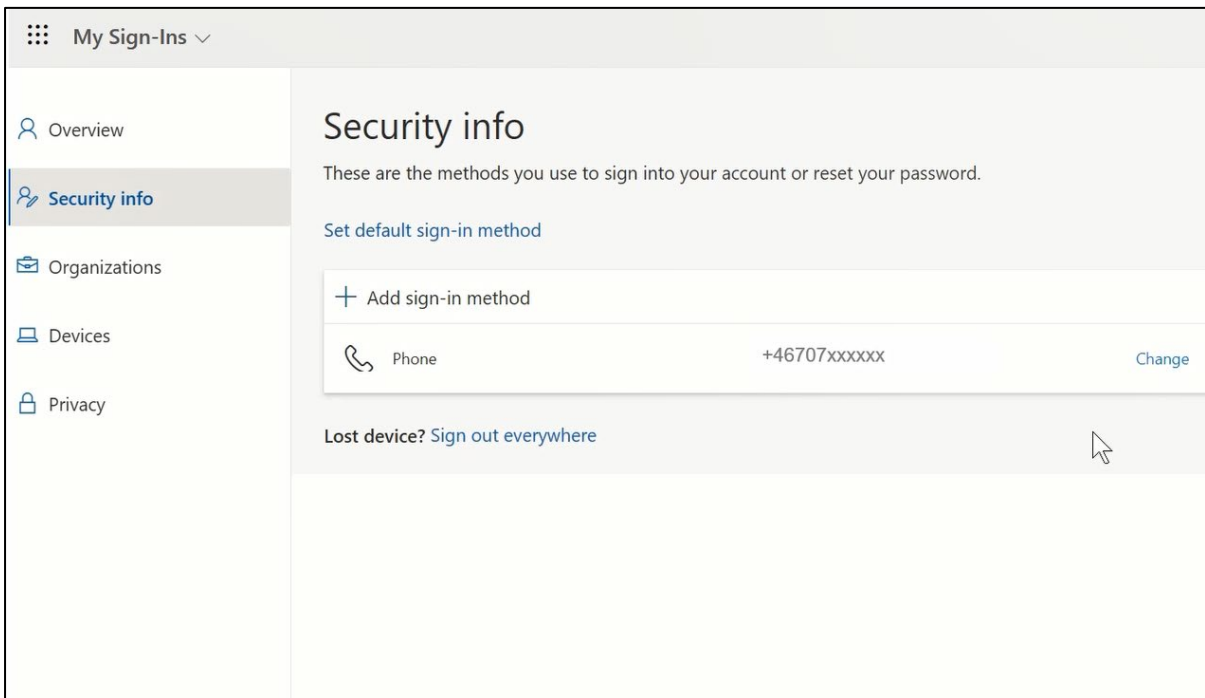 My Sign-Ins
Overview
Security info
Organizations
Devices
Privacy
Security info
These are the methods you use to sign into your account or reset your password.
Set default sign-in method
Add sign-in method
Phone +46707xxxxxx Change
Lost device? Sign out everywhere